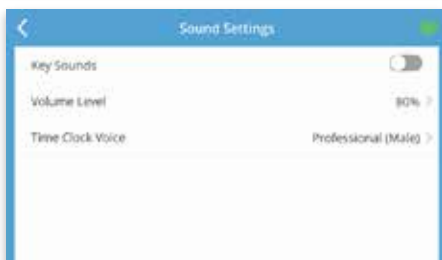 Sound Settings
Key Sounds
Volume Level 80%
Time Clock Voice Professional (Male)